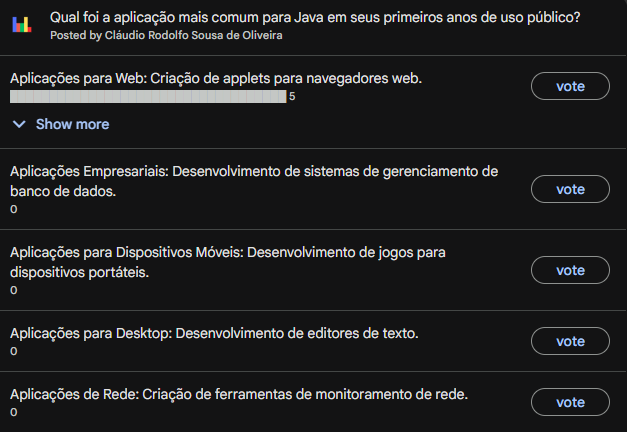 Qual foi a aplicação mais comum para Java em seus primeiros anos de uso público?
Posted by Cláudio Rodolfo Sousa de Oliveira
Aplicações para Web: Criação de applets para navegadores web.
vote
5
Show more
Aplicações Empresariais: Desenvolvimento de sistemas de gerenciamento de
banco de dados.
vote
0
Aplicações para Dispositivos Móveis: Desenvolvimento de jogos para
dispositivos portáteis.
vote
0
Aplicações para Desktop: Desenvolvimento de editores de texto.
vote
0
Aplicações de Rede: Criação de ferramentas de monitoramento de rede.
vote
0